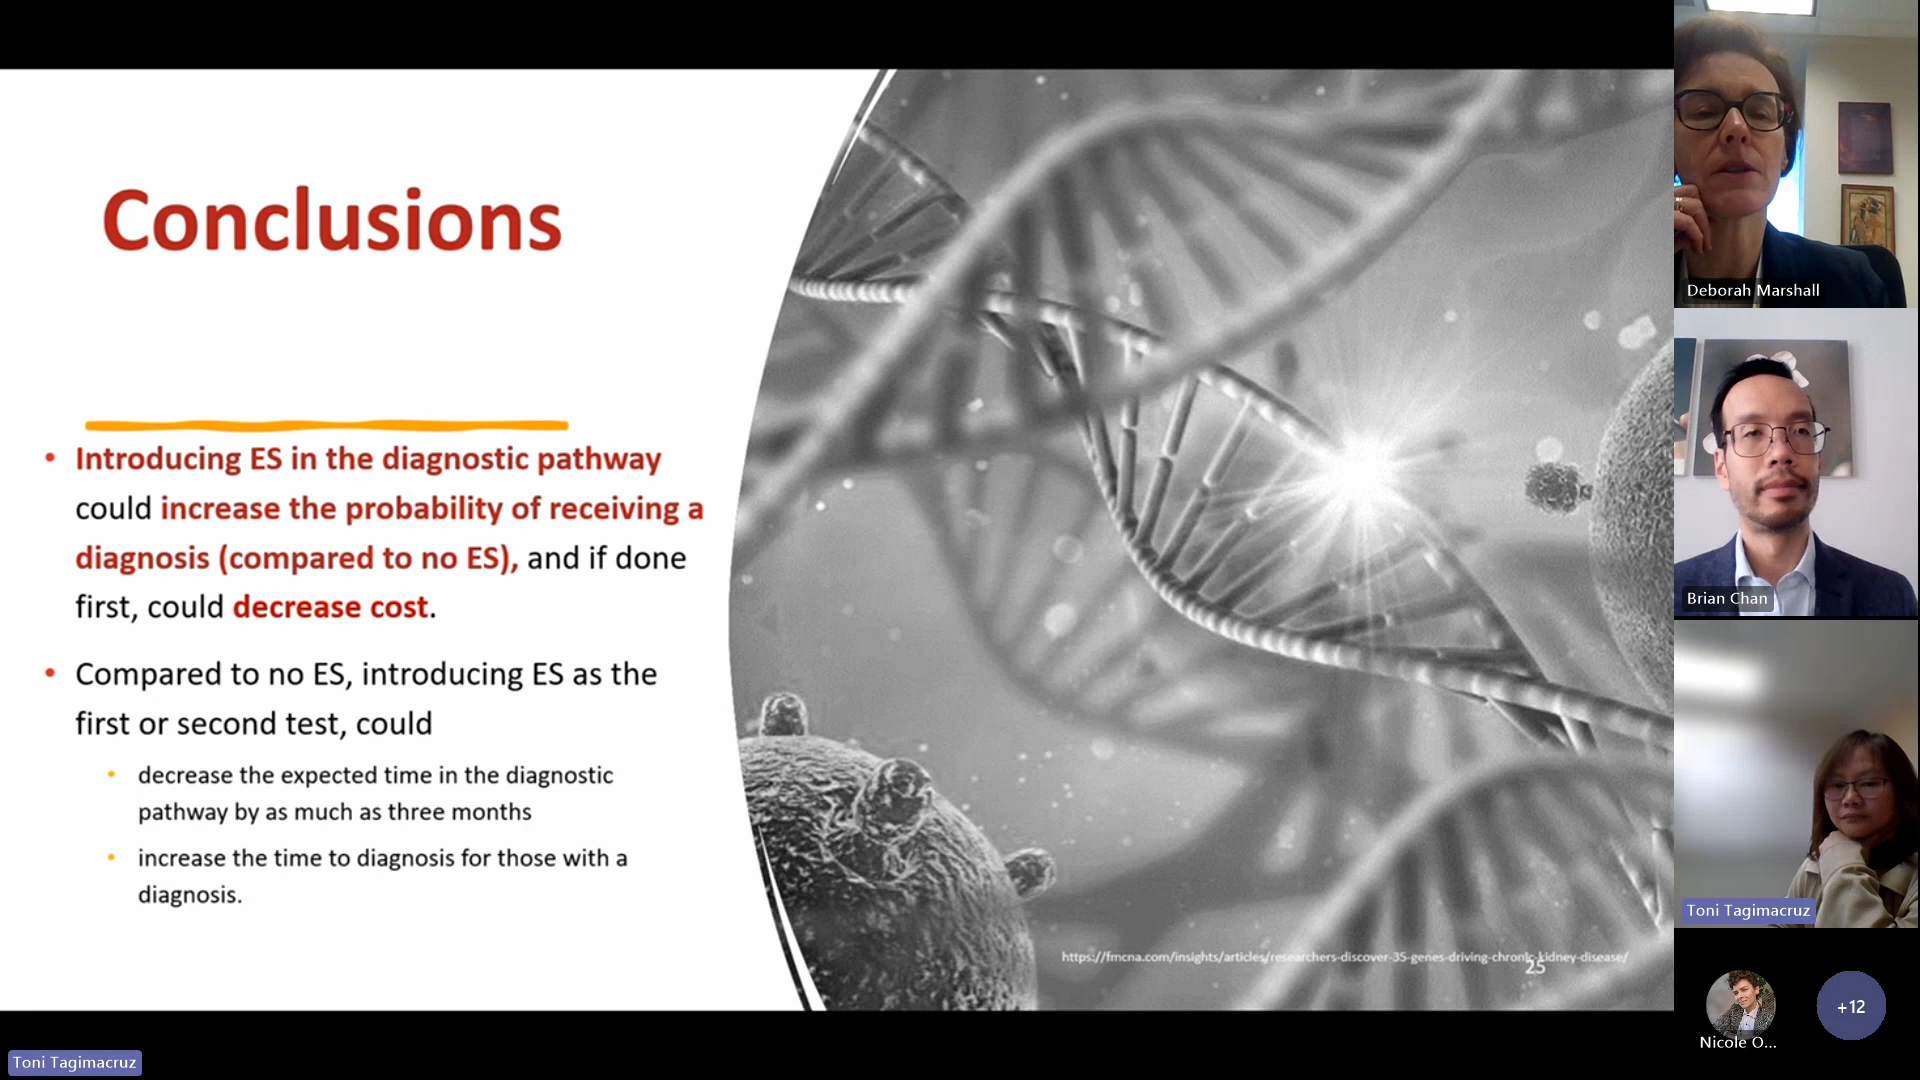 Conclusions
• Introducing ES in the diagnostic pathway
could increase the probability of receiving a
diagnosis (compared to no ES), and if done
first, could decrease cost.
• Compared to no ES, introducing ES as the
first or second test, could
• decrease the expected time in the diagnostic
pathway by as much as three months
• increase the time to diagnosis for those with a
diagnosis.
https://fmcna.com/insights/articles/researchers-discover-35-genes-driving-chronic-kidney-disease/
25
Toni Tagimacruz
Deborah Marshall
Brian Chan
Toni Tagimacruz
Nicole O...
+12